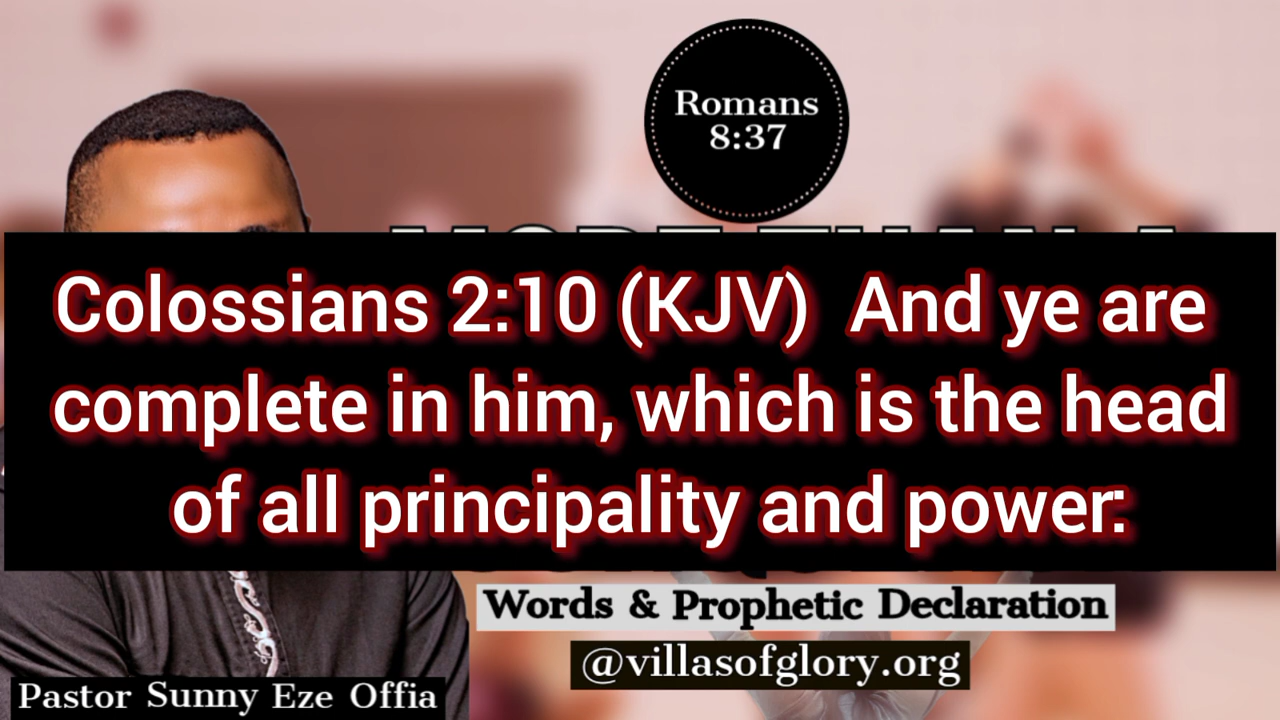 Romans
8:37
Colossians 2:10 (KJV) And ye are
complete in him, which is the head
of all principality and power:
Words & Prophetic Declaration
@villasofglory.org
Pastor Sunny Eze Offia